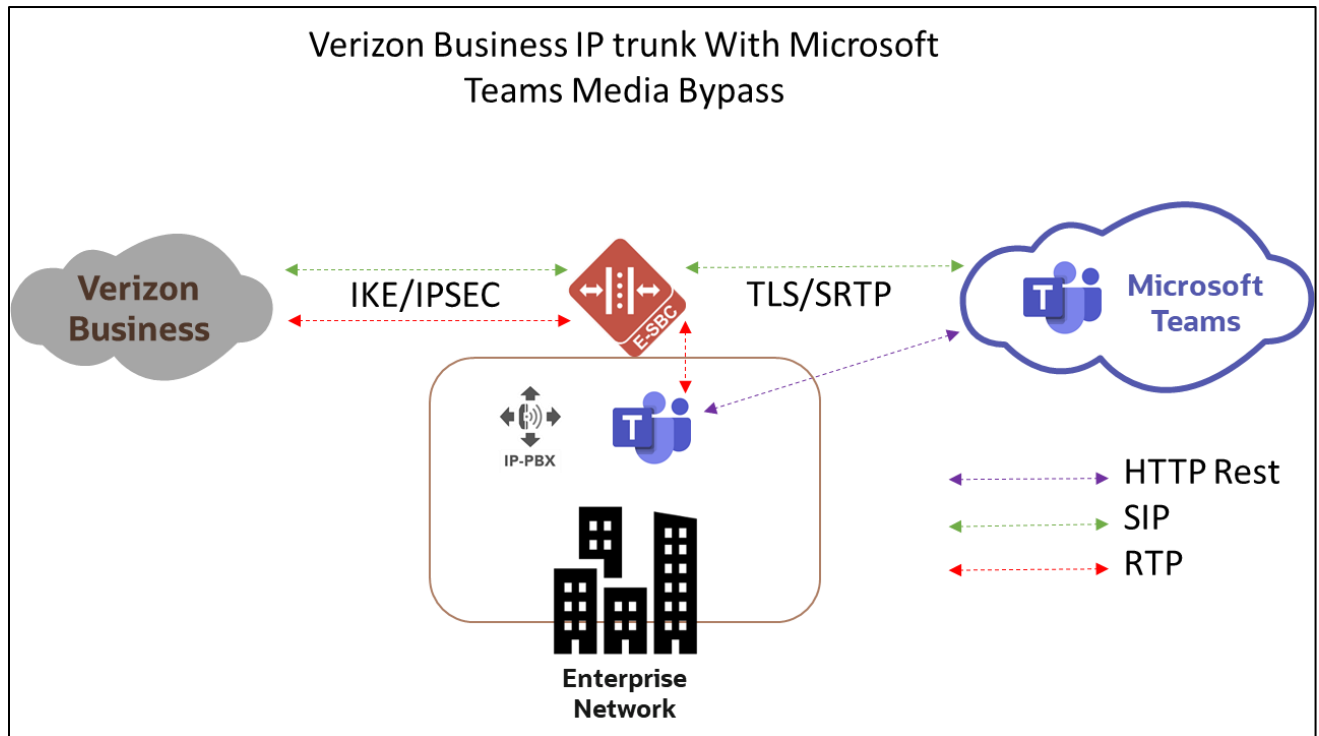 Verizon Business IP trunk With Microsoft
Teams Media Bypass
Verizon
Business
IKE/IPSEC
E-SBC
TLS/SRTP
T
Microsoft
Teams
IP-PBX
T
HTTP Rest
SIP
RTP
Enterprise
Network